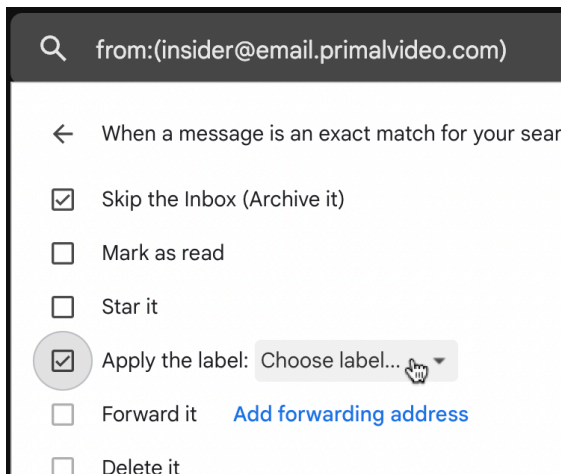 from:(insider@email.primalvideo.com)
When a message is an exact match for your sear
Skip the Inbox (Archive it)
Mark as read
Star it
Apply the label: Choose label...
Forward it Add forwarding address
Delete it